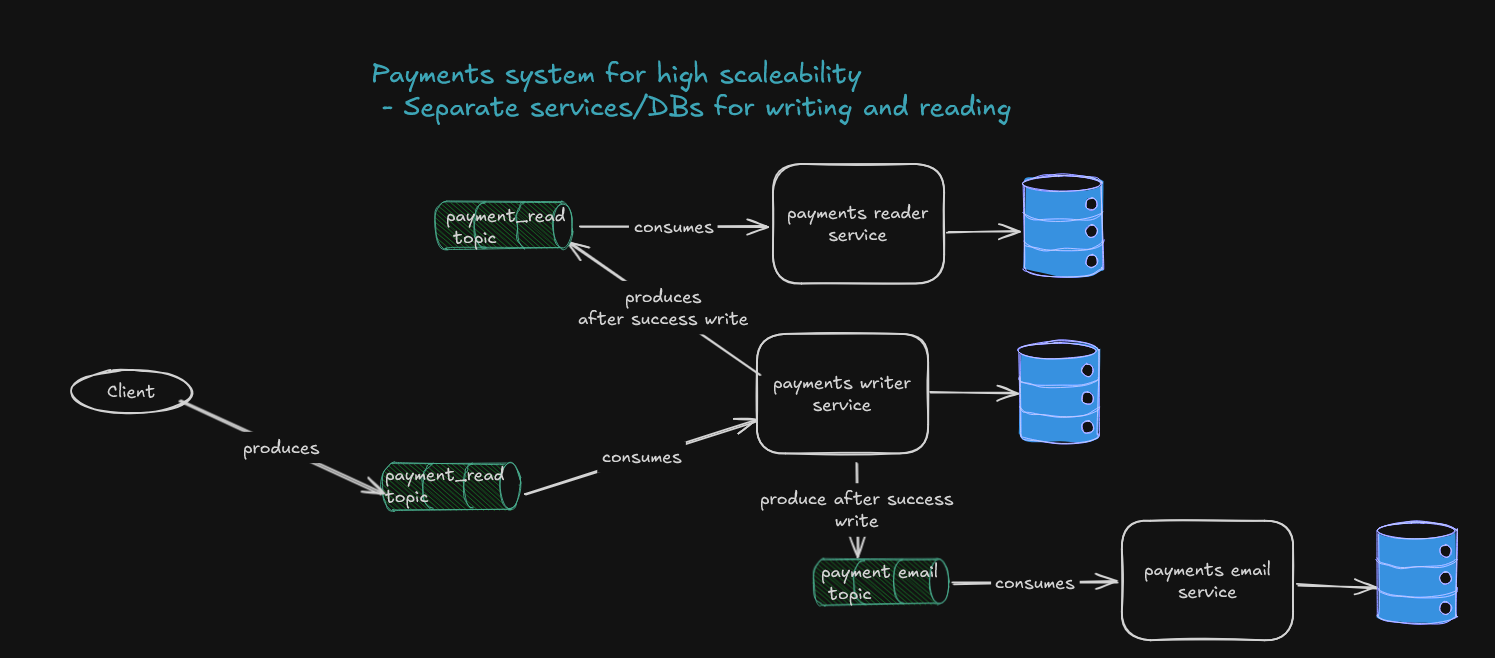 Payments system for high scaleability
- Separate services/DBs for writing and reading
payment_read
topic
consumes
payments reader
service
produces
after success write
Client
payments writer
service
produces
consumes
payment_read
topic
produce after success
write
payment email
topic
consumes
payments email
service